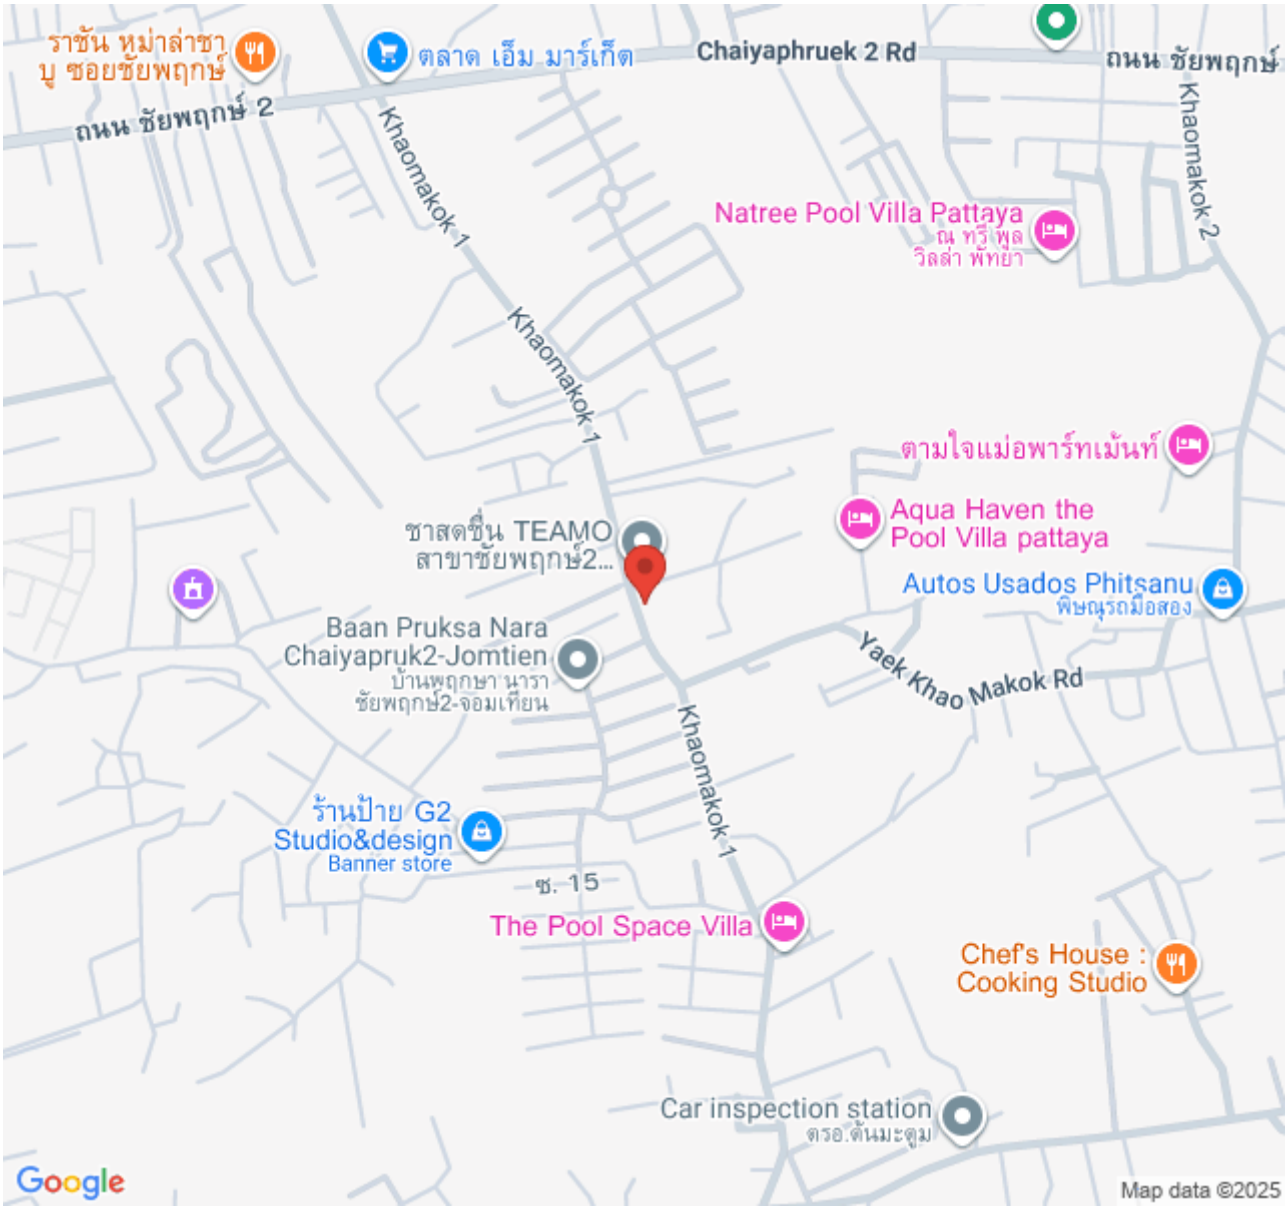 ราชัน หม่าล่าชา
บู ซอยชัยพฤกษ์
ตลาด เอ็ม มาร์เก็ต
Chaiyaphruek 2 Rd
ถนน ชัยพฤกษ์
ถนน ชัยพฤกษ์ 2
Khaomakok 1
Khaomakok 2
Natree Pool Villa Pattaya
ณ ทรี พูล
วิลล่า พัทยา
Khaomakok 1
ตามใจแม่อพาร์ทเม้นท์
Aqua Haven the
Pool Villa pattaya
ชาสดชื่น TEAMO
สาขาชัยพฤกษ์2...
Autos Usados Phitsanu
พิษณุรถมือสอง
Baan Pruksa Nara
Chaiyapruk2-Jomtien
บ้านพฤกษา นารา
ชัยพฤกษ์2-จอมเทียน
Yaek Khao Makok Rd
Khaomakok 1
ร้านป้าย G2
Studio&design
Banner store
ซ. 15
The Pool Space Villa
Chef's House :
Cooking Studio
Car inspection station
ตรอ.ต้นมะตูม
Google
Map data ©2025